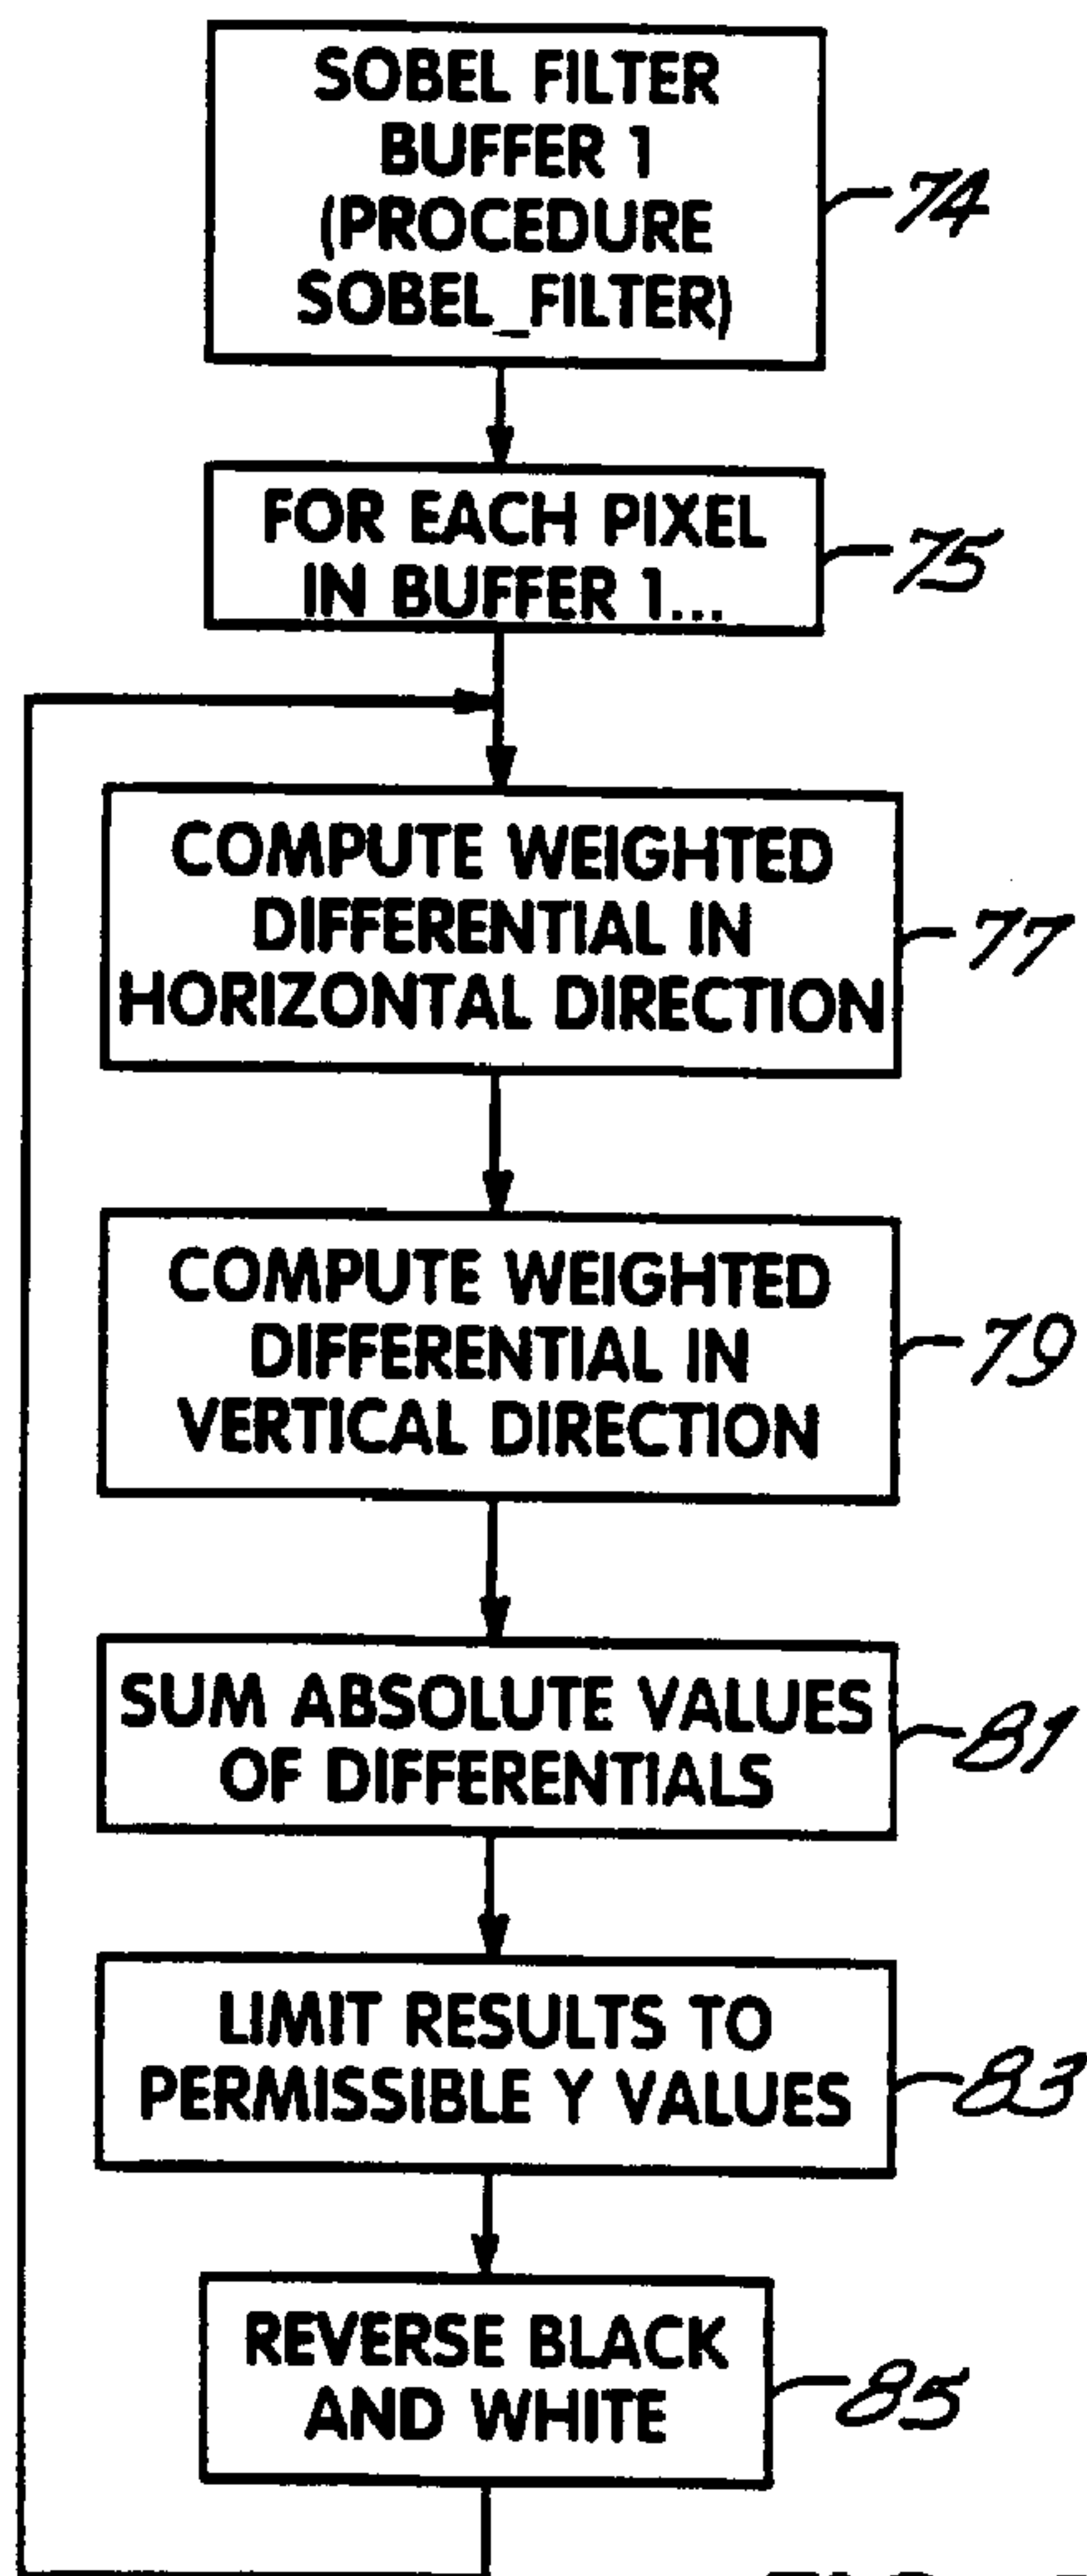 SOBEL FILTER
BUFFER 1
(PROCEDURE
SOBEL_FILTER)
74
FOR EACH PIXEL
IN BUFFER 1...
75
COMPUTE WEIGHTED
DIFFERENTIAL IN
HORIZONTAL DIRECTION
77
COMPUTE WEIGHTED
DIFFERENTIAL IN
VERTICAL DIRECTION
79
SUM ABSOLUTE VALUES
OF DIFFERENTIALS
81
LIMIT RESULTS TO
PERMISSIBLE Y VALUES
83
REVERSE BLACK
AND WHITE
85